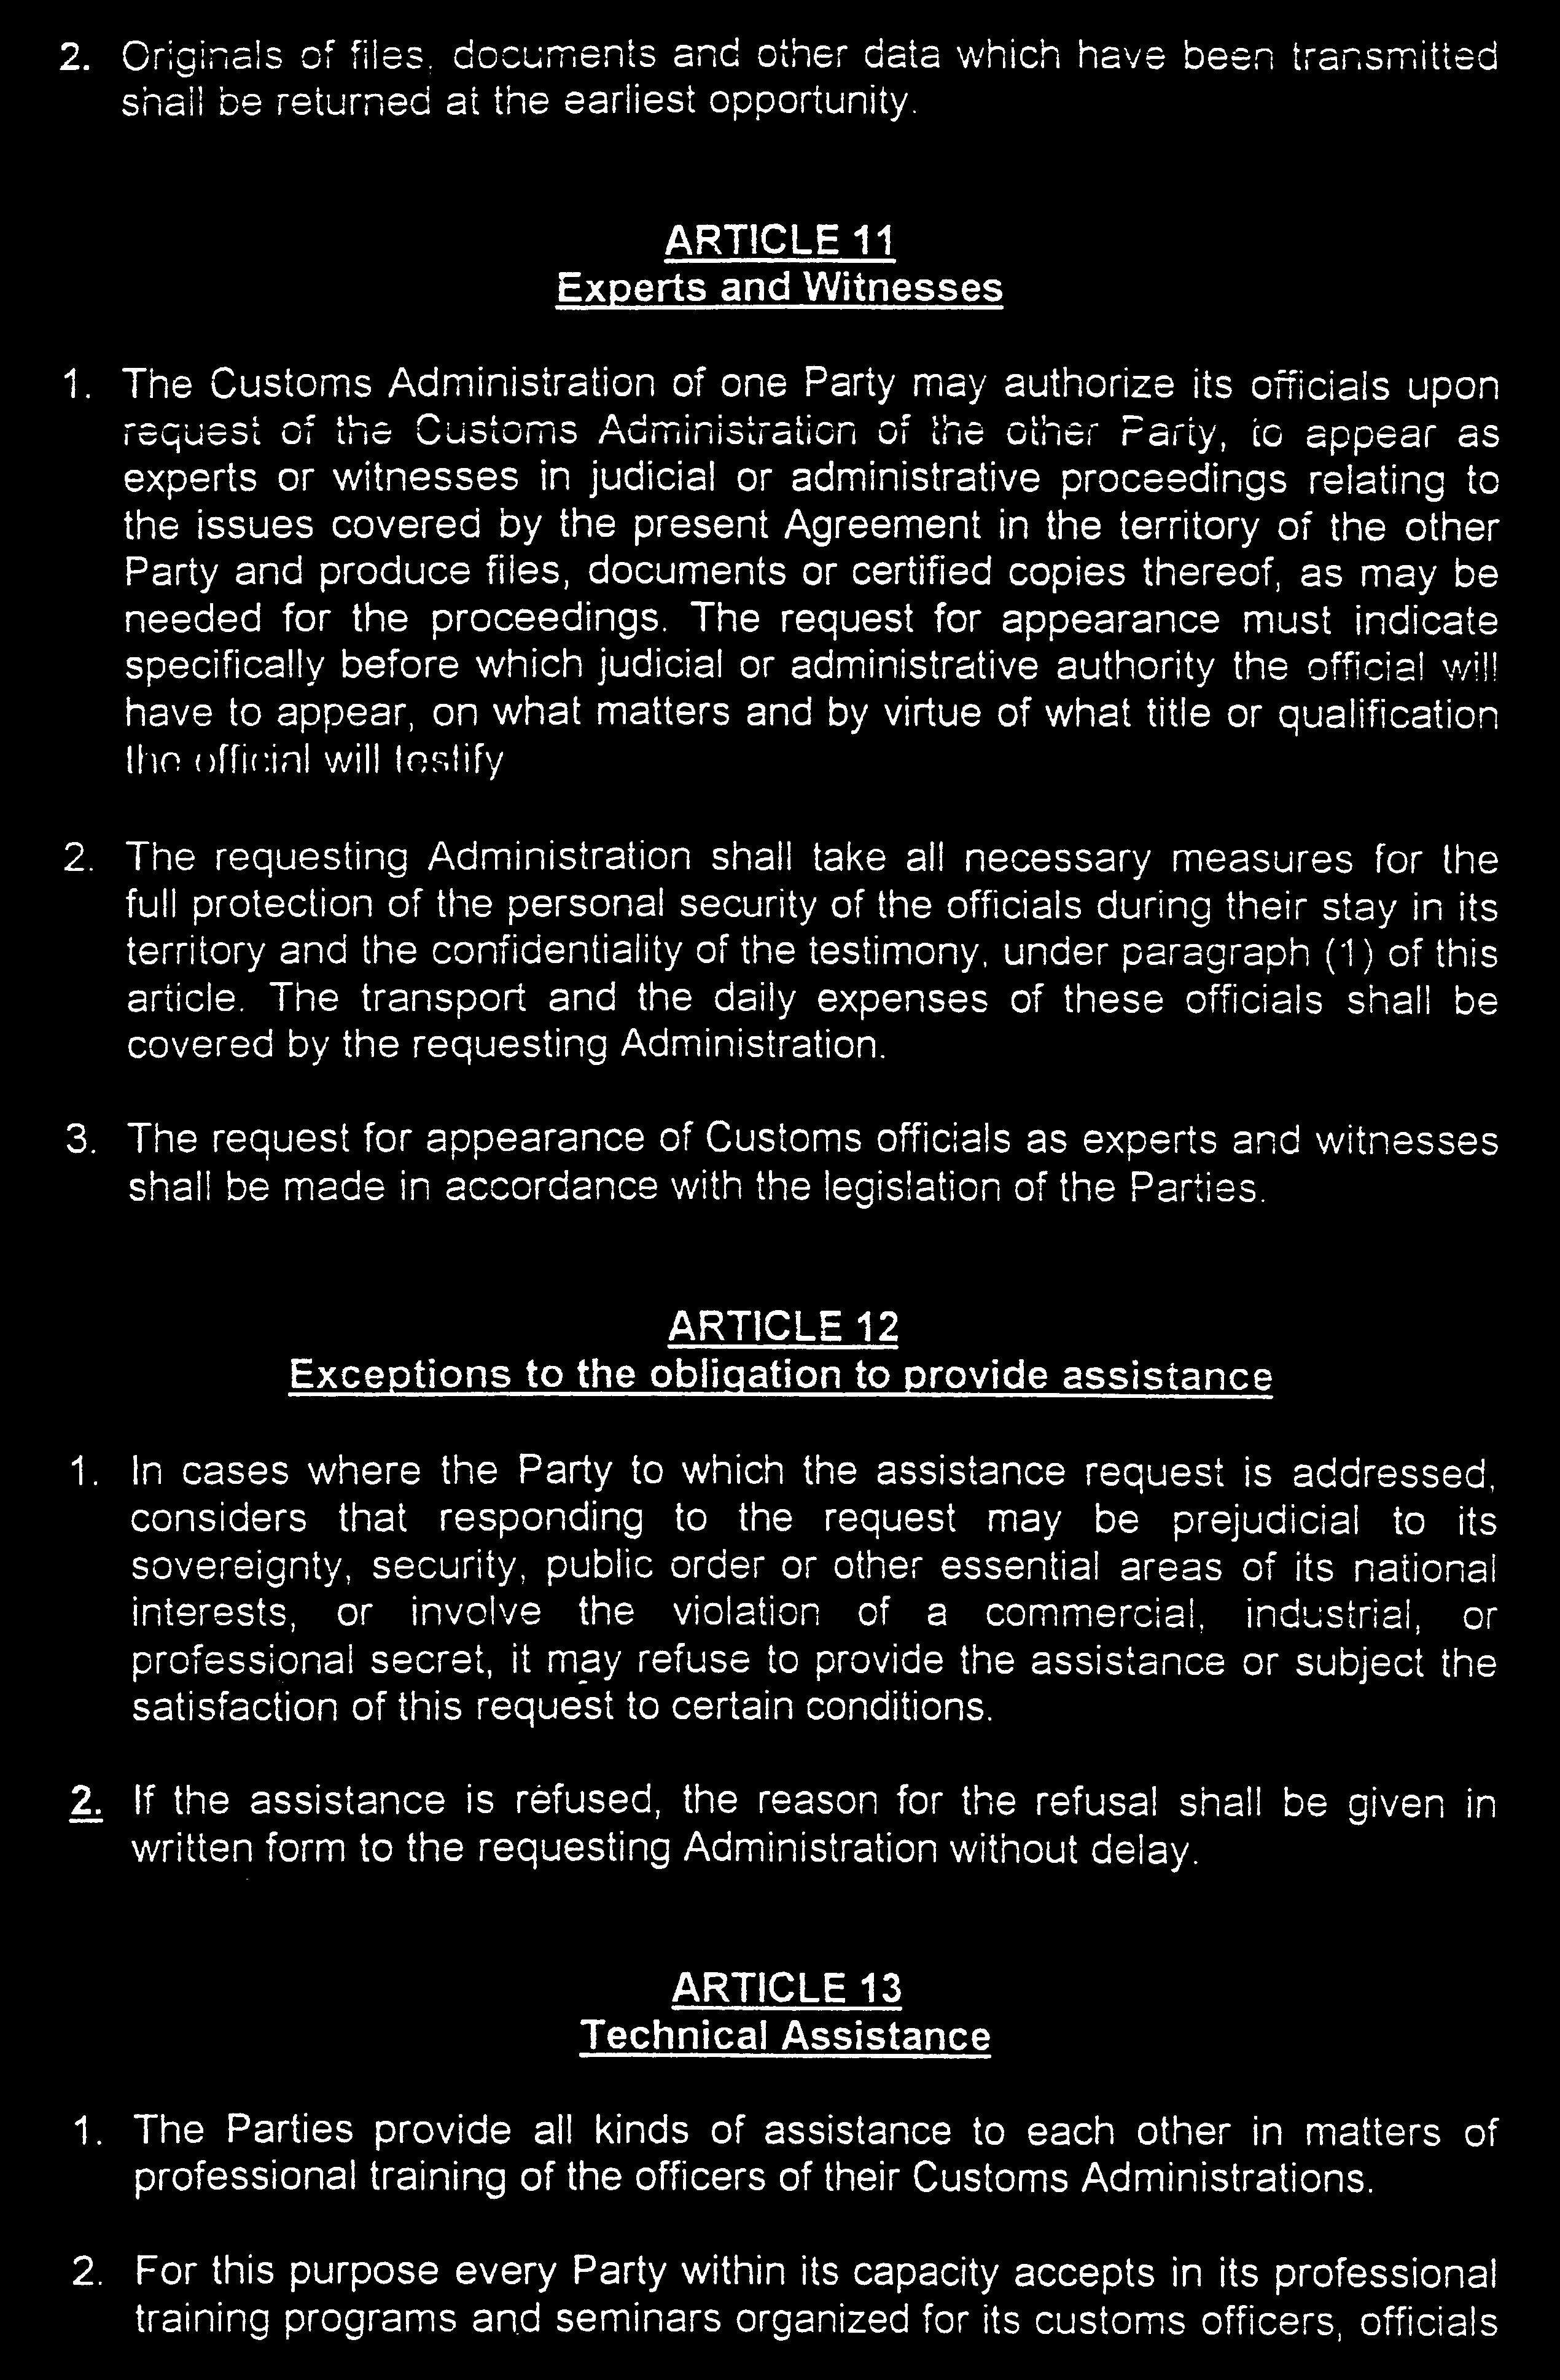 2. Originals of files, documents and other data which have been transmitted
shall be returned at the earliest opportunity.
ARTICLE 11
Experts and Witnesses
1. The Customs Administration of one Party may authorize its officials upon
request of the Customs Administration of the other Party, to appear as
experts or witnesses in judicial or administrative proceedings relating to
the issues covered by the present Agreement in the territory of the other
Party and produce files, documents or certified copies thereof, as may be
needed for the proceedings. The request for appearance must indicate
specifically before which judicial or administrative authority the official will
have to appear, on what matters and by virtue of what title or qualification
the official will testify
2. The requesting Administration shall take all necessary measures for the
full protection of the personal security of the officials during their stay in its
territory and the confidentiality of the testimony, under paragraph (1) of this
article. The transport and the daily expenses of these officials shall be
covered by the requesting Administration.
3. The request for appearance of Customs officials as experts and witnesses
shall be made in accordance with the legislation of the Parties.
ARTICLE 12
Exceptions to the obligation to provide assistance
1. In cases where the Party to which the assistance request is addressed,
considers that responding to the request may be prejudicial to its
sovereignty, security, public order or other essential areas of its national
interests, or involve the violation of a commercial, industrial, or
professional secret, it may refuse to provide the assistance or subject the
satisfaction of this request to certain conditions.
2. If the assistance is refused, the reason for the refusal shall be given in
written form to the requesting Administration without delay.
ARTICLE 13
Technical Assistance
1. The Parties provide all kinds of assistance to each other in matters of
professional training of the officers of their Customs Administrations.
2. For this purpose every Party within its capacity accepts in its professional
training programs and seminars organized for its customs officers, officials